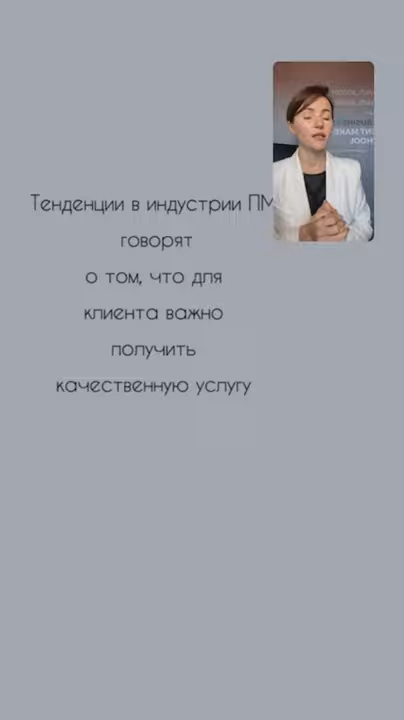 Тенденции в индустрии ПМ
говорят
о том, что для
клиента важно
получить
качественную услугу